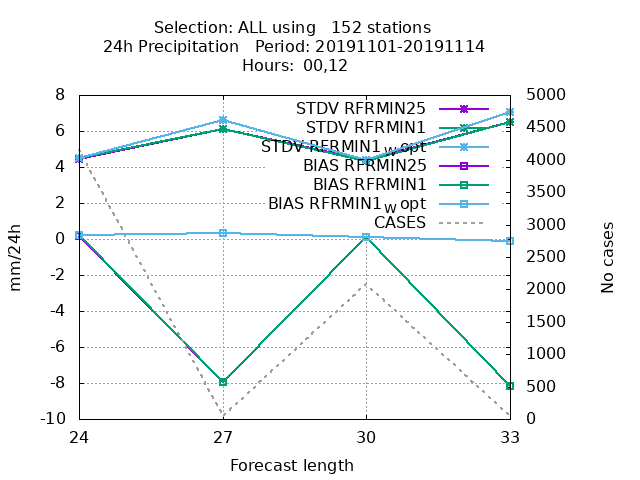 Selection: ALL using   152 stations
24h Precipitation   Period: 20191101-20191114
Hours: 00,12
8
6
4
2
0
-2
-4
-6
-8
-10
mm/24h
STDV RFRMIN25
STDV RFRMIN1
STDV RFRMIN1w opt
BIAS RFRMIN25
BIAS RFRMIN1
BIAS RFRMIN1w opt
CASES
5000
4500
4000
3500
3000
2500
2000
1500
1000
500
0
No cases
24 27 30 33
Forecast length